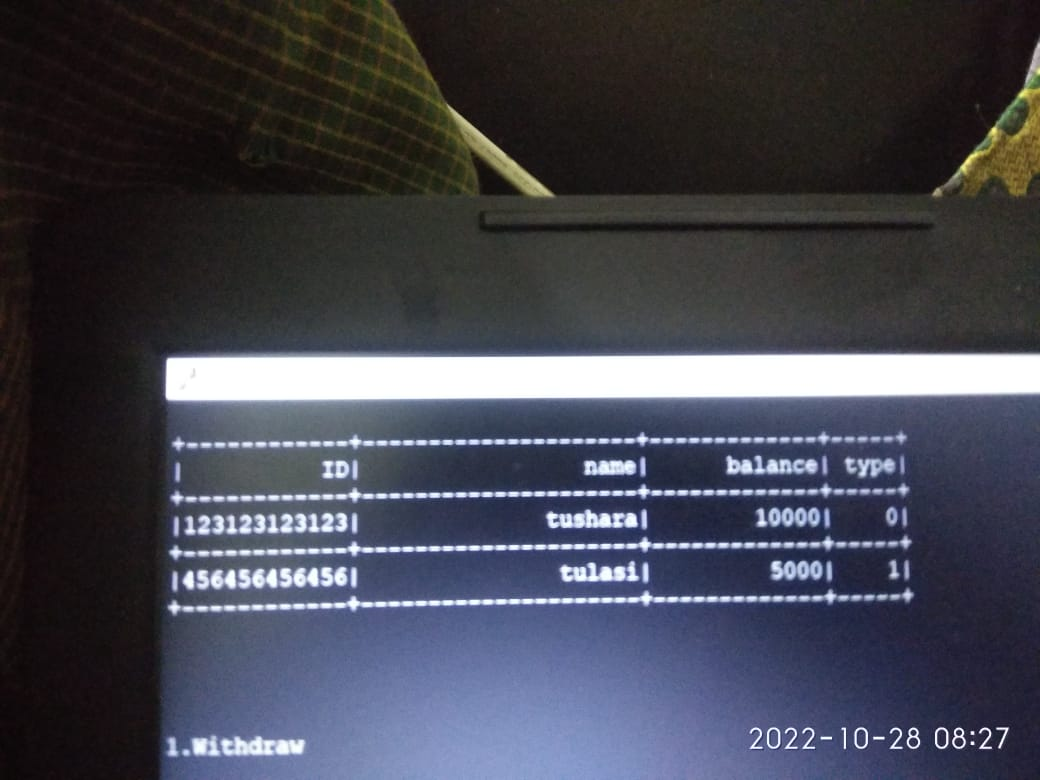 +------------+--------------------+------------+-----+
| ID| name| balance| type|
+------------+--------------------+------------+-----+
|123123123123| tushara| 10000| 0|
+------------+--------------------+------------+-----+
|456456456456| tulasi| 5000| 1|
+------------+--------------------+------------+-----+
1.Withdraw
2022-10-28 08:27